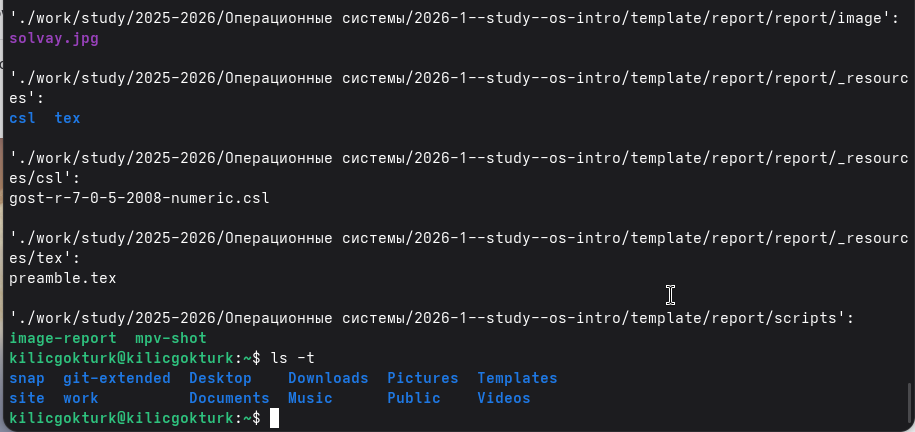 './work/study/2025-2026/Операционные системы/2026-1--study--os-intro/template/report/report/image':
solvay.jpg
'./work/study/2025-2026/Операционные системы/2026-1--study--os-intro/template/report/report/_resourc
es':
csl  tex
'./work/study/2025-2026/Операционные системы/2026-1--study--os-intro/template/report/report/_resourc
es/csl':
gost-r-7-0-5-2008-numeric.csl
'./work/study/2025-2026/Операционные системы/2026-1--study--os-intro/template/report/report/_resourc
es/tex':
preamble.tex
'./work/study/2025-2026/Операционные системы/2026-1--study--os-intro/template/report/scripts':
image-report  mpv-shot
kilicgokturk@kilicgokturk:~$ ls -t
snap  git-extended  Desktop    Downloads  Pictures  Templates
site  work          Documents  Music      Public    Videos
kilicgokturk@kilicgokturk:~$